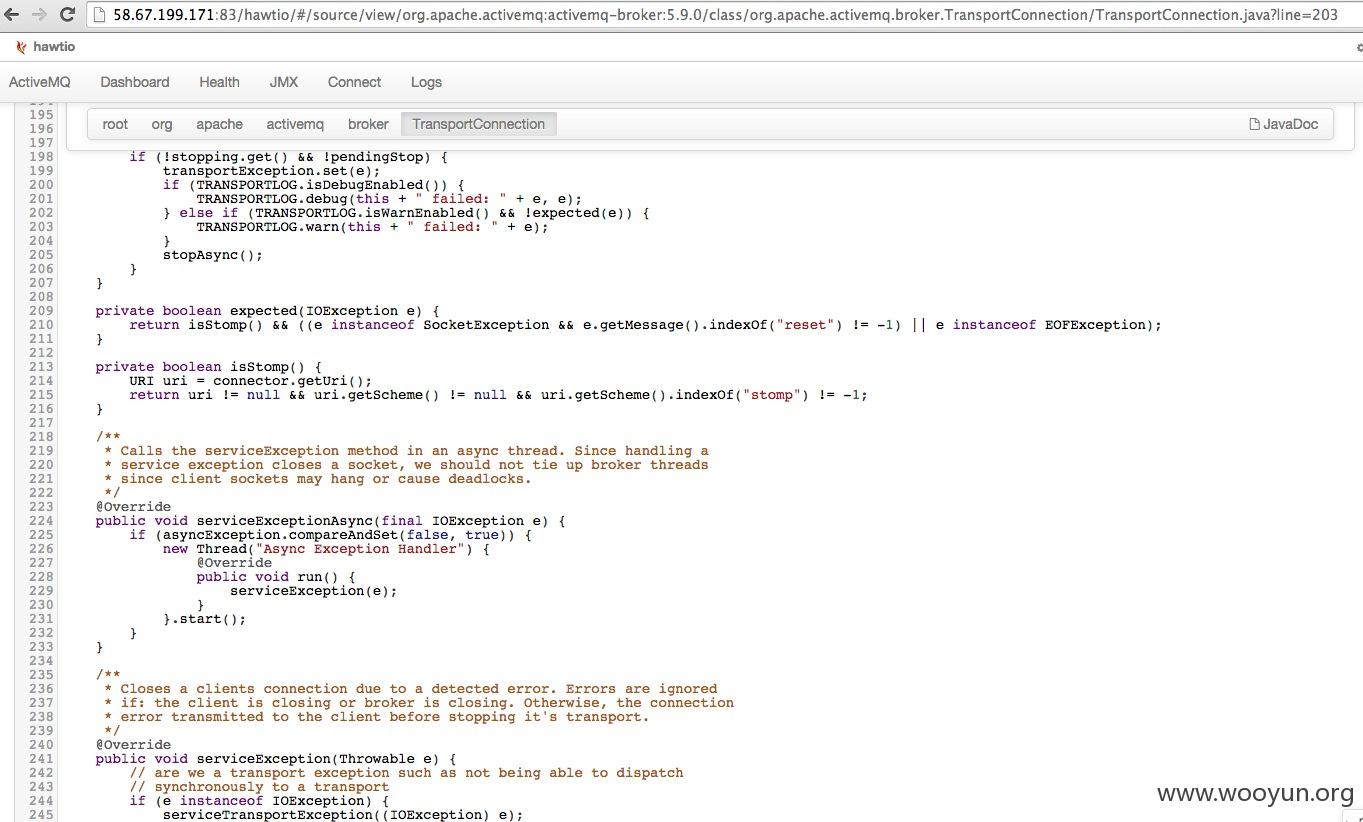 58.67.199.171:83/hawtio/#/source/view/org.apache.activemq:activemq-broker:5.9.0/class/org.apache.activemq.broker.TransportConnection/TransportConnection.java?line=203
hawtio
ActiveMQ Dashboard Health JMX Connect Logs
root org apache activemq broker TransportConnection JavaDoc
195
196
197
198 if (!stopping.get() && !pendingStop) {
199 transportException.set(e);
200 if (TRANSPORTLOG.isDebugEnabled()) {
201 TRANSPORTLOG.debug(this + " failed: " + e, e);
202 } else if (TRANSPORTLOG.isWarnEnabled() && !expected(e)) {
203 TRANSPORTLOG.warn(this + " failed: " + e);
204 }
205 stopAsync();
206 }
207 }
208
209 private boolean expected(IOException e) {
210 return isStomp() && ((e instanceof SocketException && e.getMessage().indexOf("reset") != -1) || e instanceof EOFException);
211 }
212
213 private boolean isStomp() {
214 URI uri = connector.getUri();
215 return uri != null && uri.getScheme() != null && uri.getScheme().indexOf("stomp") != -1;
216 }
217
218 /**
219 * Calls the serviceException method in an async thread. Since handling a
220 * service exception closes a socket, we should not tie up broker threads
221 * since client sockets may hang or cause deadlocks.
222 */
223 @Override
224 public void serviceExceptionAsync(final IOException e) {
225 if (asyncException.compareAndSet(false, true)) {
226 new Thread("Async Exception Handler") {
227 @Override
228 public void run() {
229 serviceException(e);
230 }
231 }.start();
232 }
233 }
234
235 /**
236 * Closes a clients connection due to a detected error. Errors are ignored
237 * if: the client is closing or broker is closing. Otherwise, the connection
238 * error transmitted to the client before stopping it's transport.
239 */
240 @Override
241 public void serviceException(Throwable e) {
242 // are we a transport exception such as not being able to dispatch
243 // synchronously to a transport
244 if (e instanceof IOException) {
245 serviceTransportException((IOException) e);
www.wooyun.org